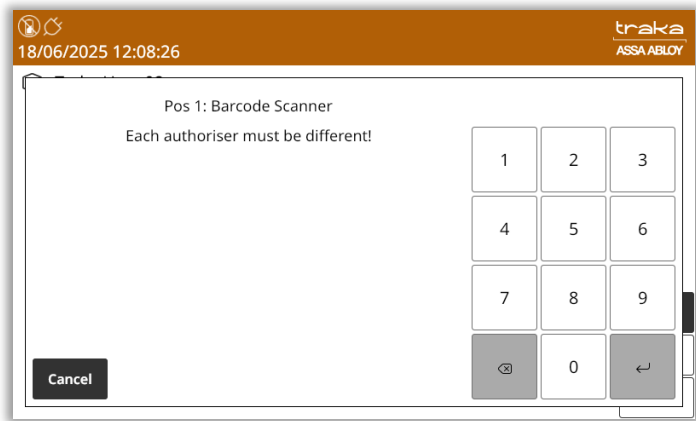 traka
18/06/2025 12:08:26
ASSA ABLOY
Pos 1: Barcode Scanner
Each authoriser must be different!
1 2 3
4 5 6
7 8 9
0
Cancel